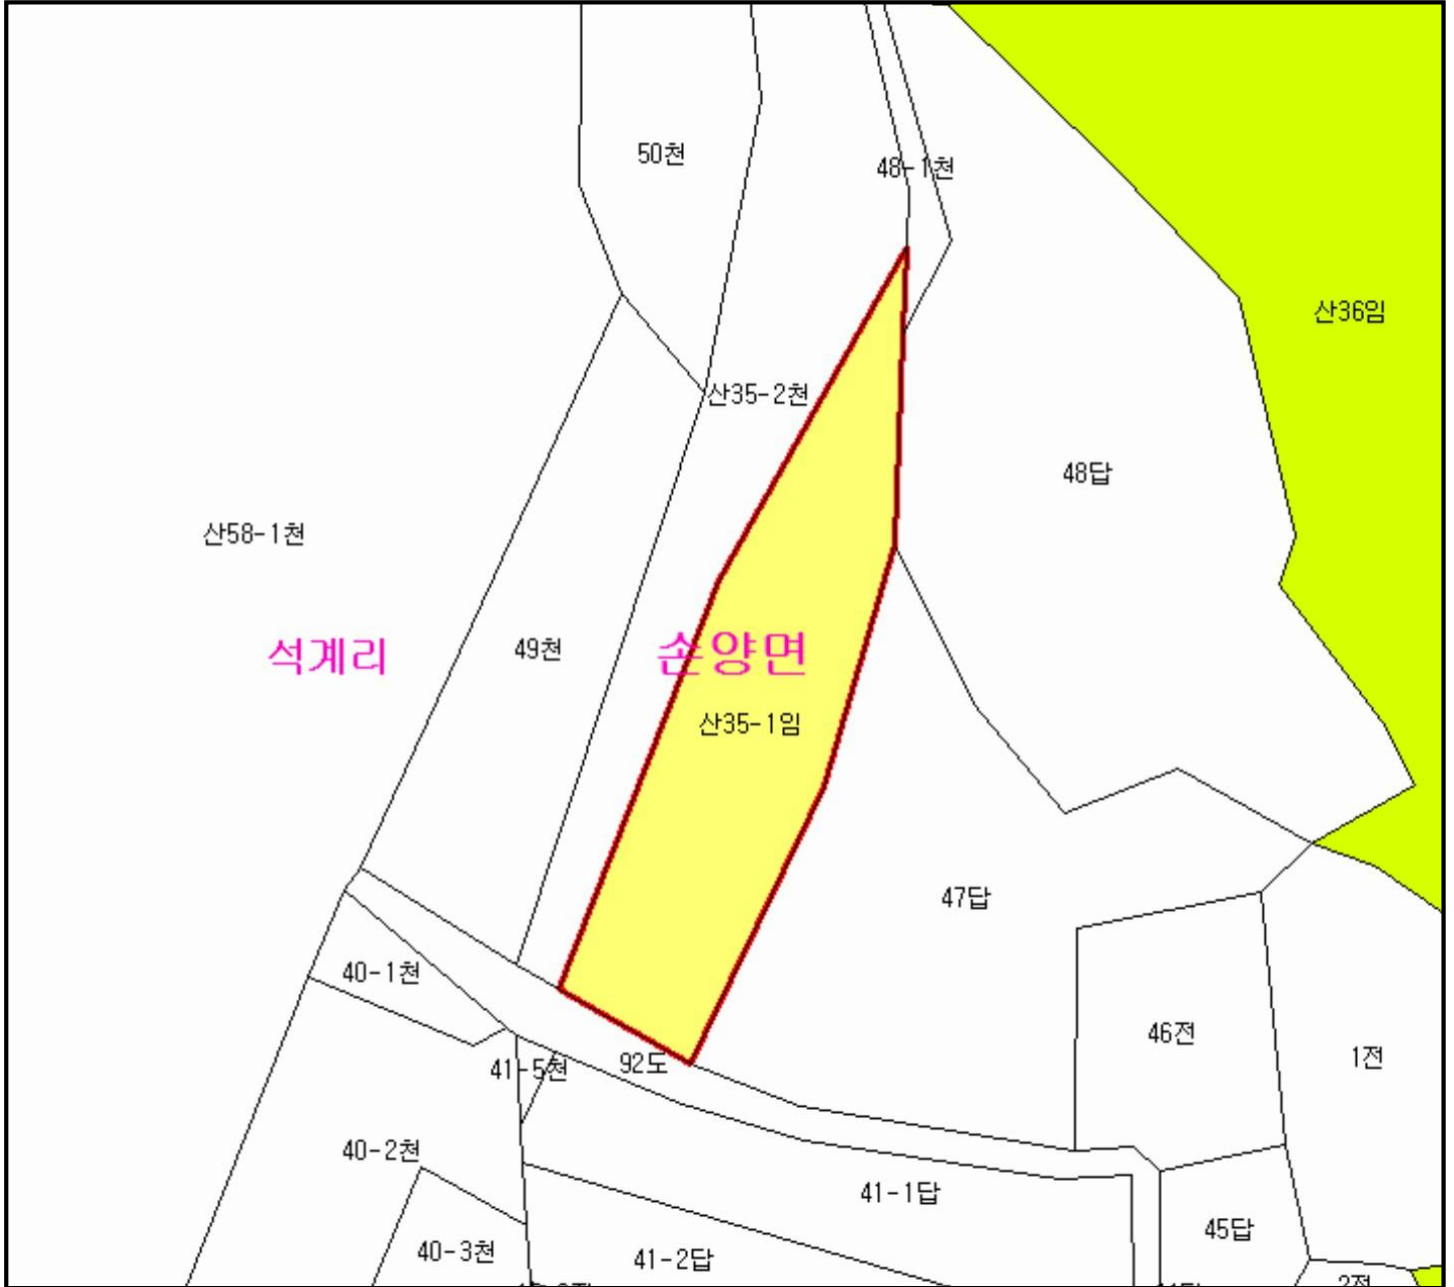 50천
48-1천
산36임
산35-2천
48답
산58-1천
49천
석계리
손양면
산35-1임
47답
40-1천
46전
1전
92도
41-5천
40-2천
41-1답
45답
40-3천
41-2답
2전